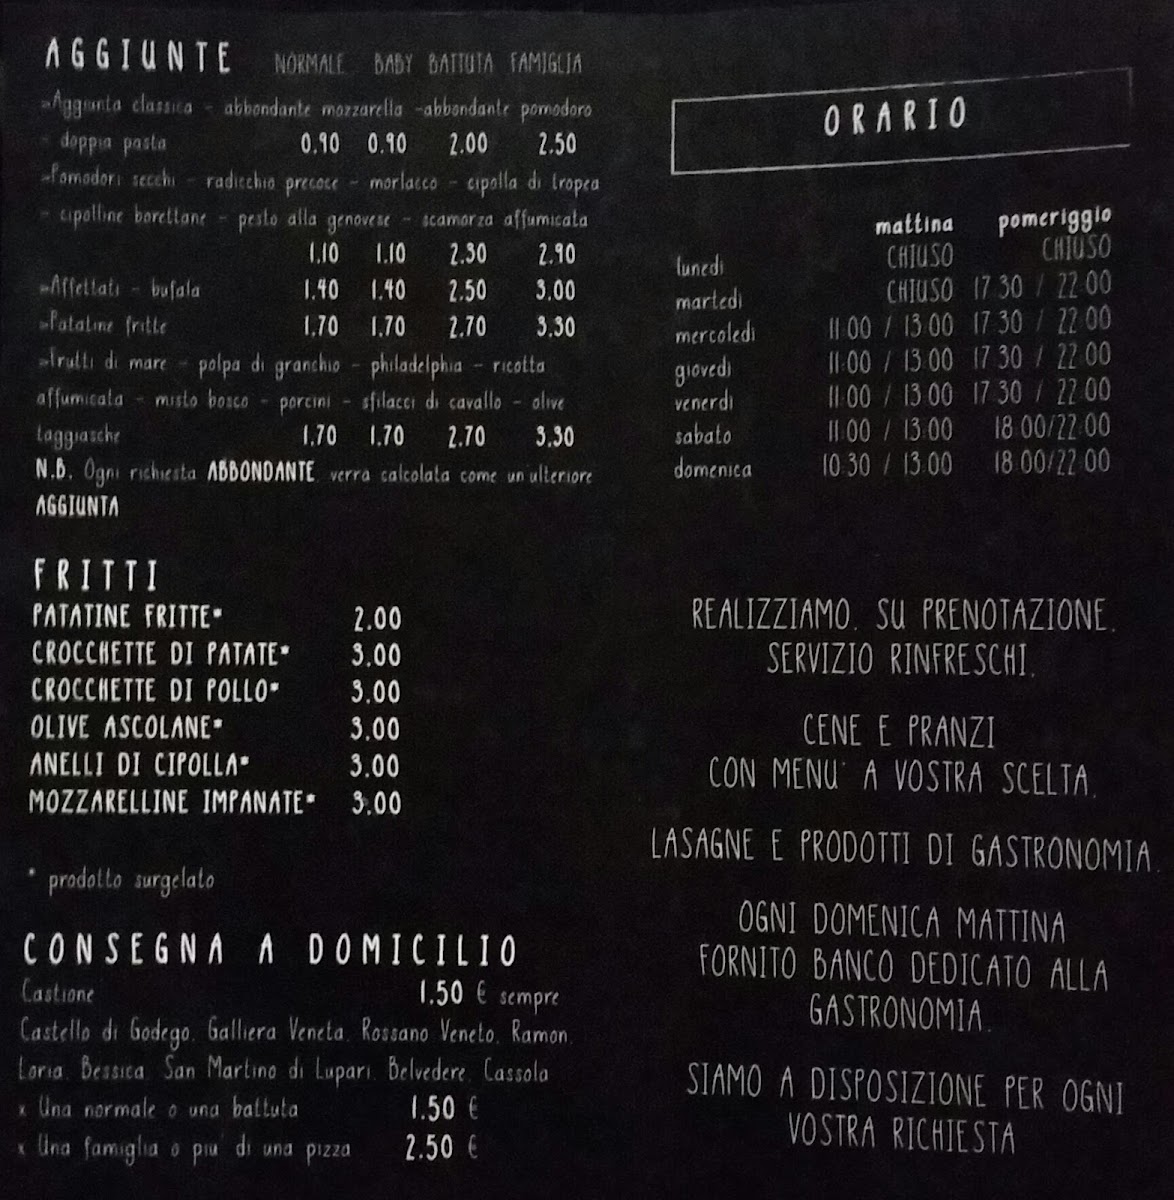 AGGIUNTE NORMALE BABY BATTUTA FAMIGLIA
»Aggiunta classica - abbondante mozzarella -abbondante pomodoro
- doppia pasta 0.90 0.90 2.00 2.50
»Pomodori secchi - radicchio precoce - morlacco - cipolla di tropea
- cipolline borettane - pesto alla genovese - scamorza affumicata
1.10 1.10 2.30 2.90
»Affettati - bufala 1.40 1.40 2.50 3.00
»Patatine fritte 1.70 1.70 2.70 3.30
»Frutti di mare - polpa di granchio - philadelphia - ricotta
affumicata - misto bosco - porcini - sfilacci di cavallo - olive
taggiasche 1.70 1.70 2.70 3.30
N.B. Ogni richiesta ABBONDANTE verra calcolata come un ulteriore
AGGIUNTA
FRITTI
PATATINE FRITTE* 2.00
CROCCHETTE DI PATATE* 3.00
CROCCHETTE DI POLLO* 3.00
OLIVE ASCOLANE* 3.00
ANELLI DI CIPOLLA* 3.00
MOZZARELLINE IMPANATE* 3.00
* prodotto surgelato
CONSEGNA A DOMICILIO
Castione 1.50 € sempre
Castello di Godego, Galliera Veneta, Rossano Veneto, Ramon,
Loria, Bessica, San Martino di Lupari, Belvedere, Cassola
x Una normale o una battuta 1.50 €
x Una famiglia o piu' di una pizza 2.50 €
ORARIO
mattina pomeriggio
lunedì CHIUSO CHIUSO
martedì CHIUSO 17.30 / 22.00
mercoledì 11.00 / 13.00 17.30 / 22.00
giovedì 11.00 / 13.00 17.30 / 22.00
venerdì 11.00 / 13.00 17.30 / 22.00
sabato 11.00 / 13.00 18.00/22.00
domenica 10.30 / 13.00 18.00/22.00
REALIZZIAMO, SU PRENOTAZIONE,
SERVIZIO RINFRESCHI,
CENE E PRANZI
CON MENU' A VOSTRA SCELTA,
LASAGNE E PRODOTTI DI GASTRONOMIA.
OGNI DOMENICA MATTINA
FORNITO BANCO DEDICATO ALLA
GASTRONOMIA.
SIAMO A DISPOSIZIONE PER OGNI
VOSTRA RICHIESTA